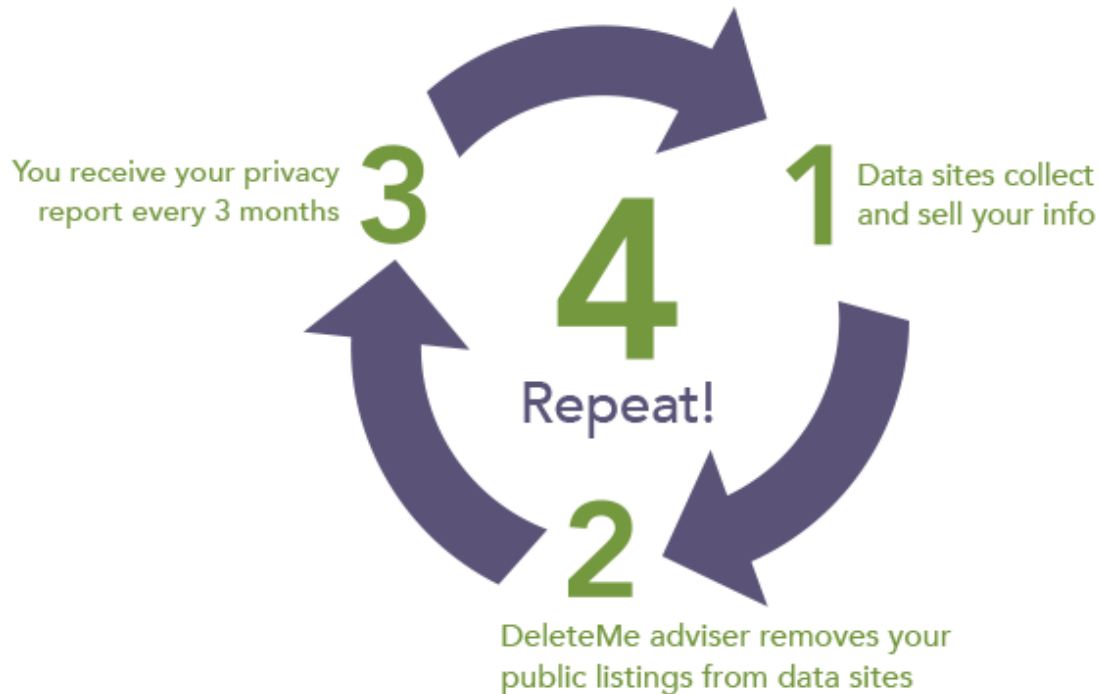 1
Data sites collect
and sell your info
2
DeleteMe adviser removes your
public listings from data sites
3
You receive your privacy
report every 3 months
4
Repeat!